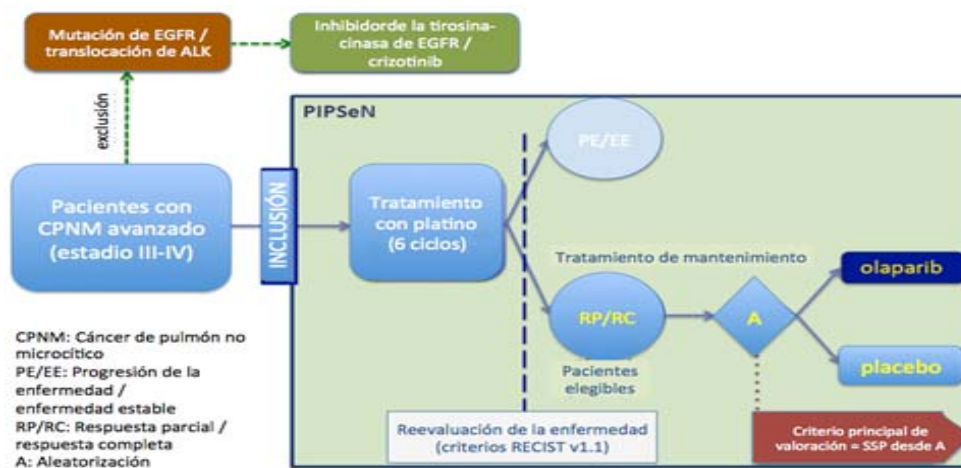 Mutación de EGFR /
translocación de ALK
Inhibidorde la tirosina-
cinasa de EGFR /
crizotinib
exclusión
PIPSeN
PE/EE
Pacientes con
CPNM avanzado
(estadio III-IV)
INCLUSIÓN
Tratamiento
con platino
(6 ciclos)
Tratamiento de mantenimiento
olaparib
RP/RC
A
placebo
Pacientes
elegibles
CPNM: Cáncer de pulmón no
microcítico
PE/EE: Progresión de la
enfermedad /
enfermedad estable
RP/RC: Respuesta parcial /
respuesta completa
A: Aleatorización
Reevaluación de la enfermedad
(criterios RECIST v1.1)
Criterio principal de
valoración = SSP desde A